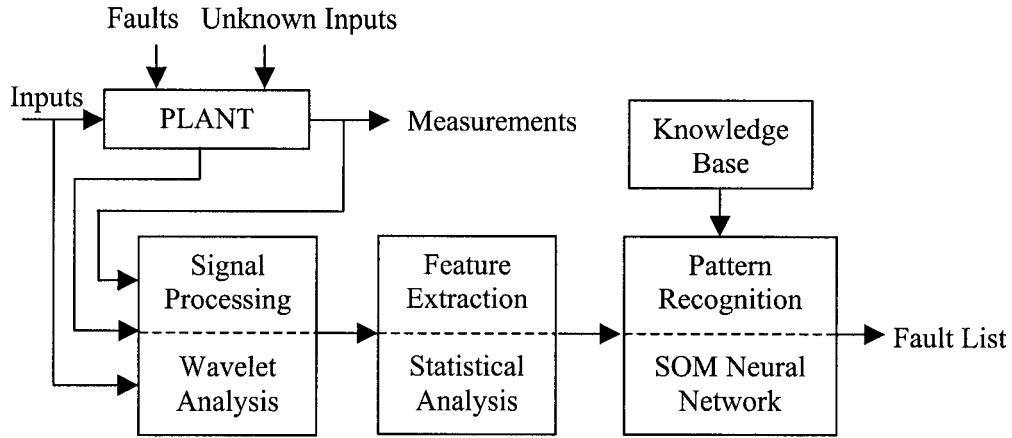 Faults Unknown Inputs
Inputs
PLANT
Measurements
Knowledge
Base
Signal
Processing
Wavelet
Analysis
Feature
Extraction
Statistical
Analysis
Pattern
Recognition
SOM Neural
Network
Fault List